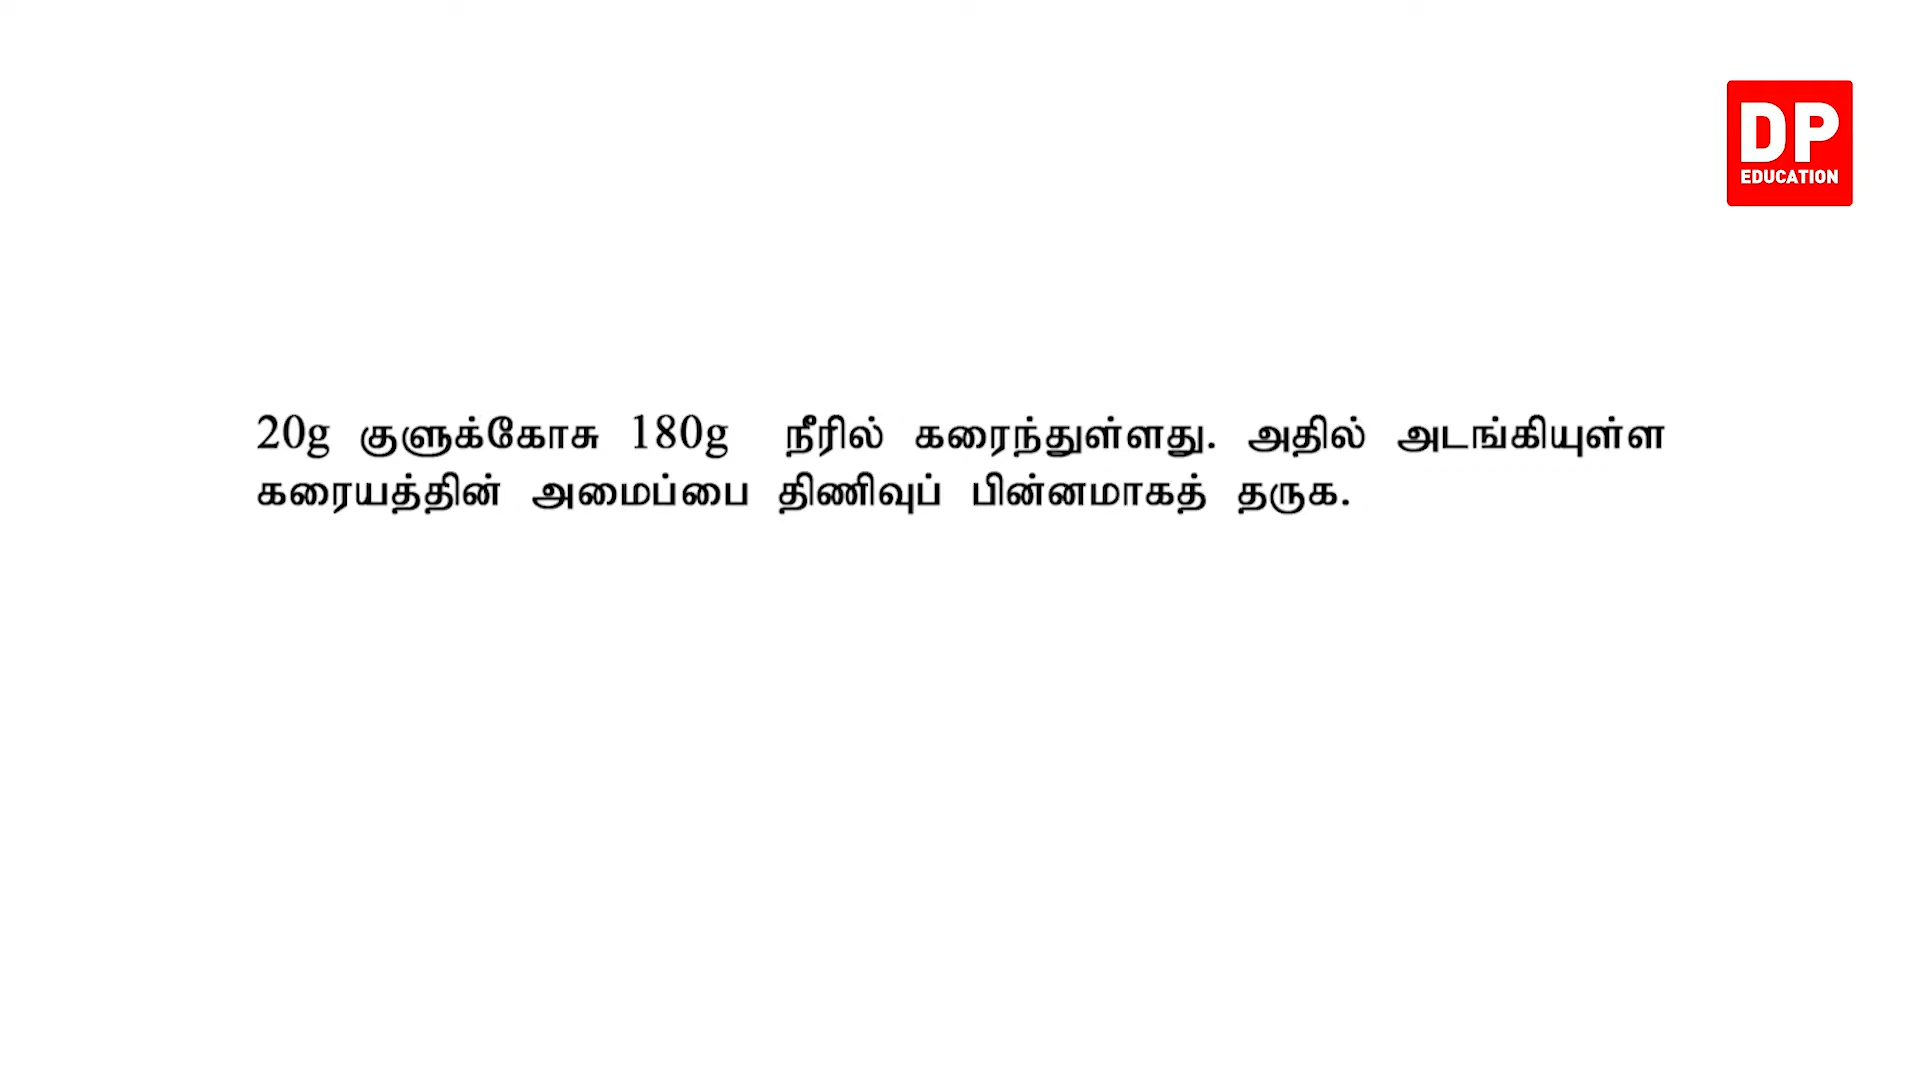 DP
EDUCATION
20g குளுக்கோசு 180g நீரில் கரைந்துள்ளது. அதில் அடங்கியுள்ள
கரையத்தின் அமைப்பை திணிவுப் பின்னமாகத் தருக.